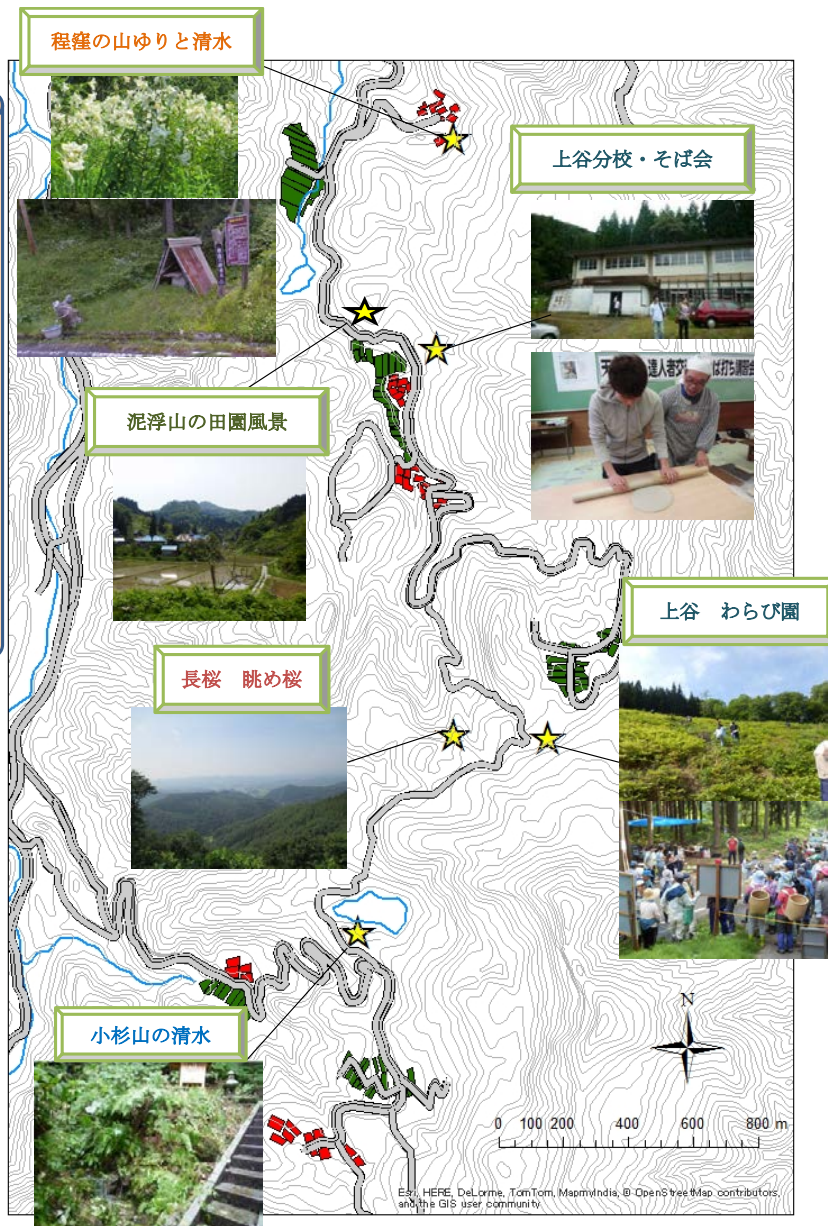 程窪の山ゆりと清水
上谷分校・そば会
泥浮山の田園風景
上谷　わらび園
長桜　眺め桜
小杉山の清水
N
0 100 200 400 600 800 m
Esri, HERE, DeLorme, TomTom, MapmyIndia, © OpenStreetMap contributors,
and the GIS user community